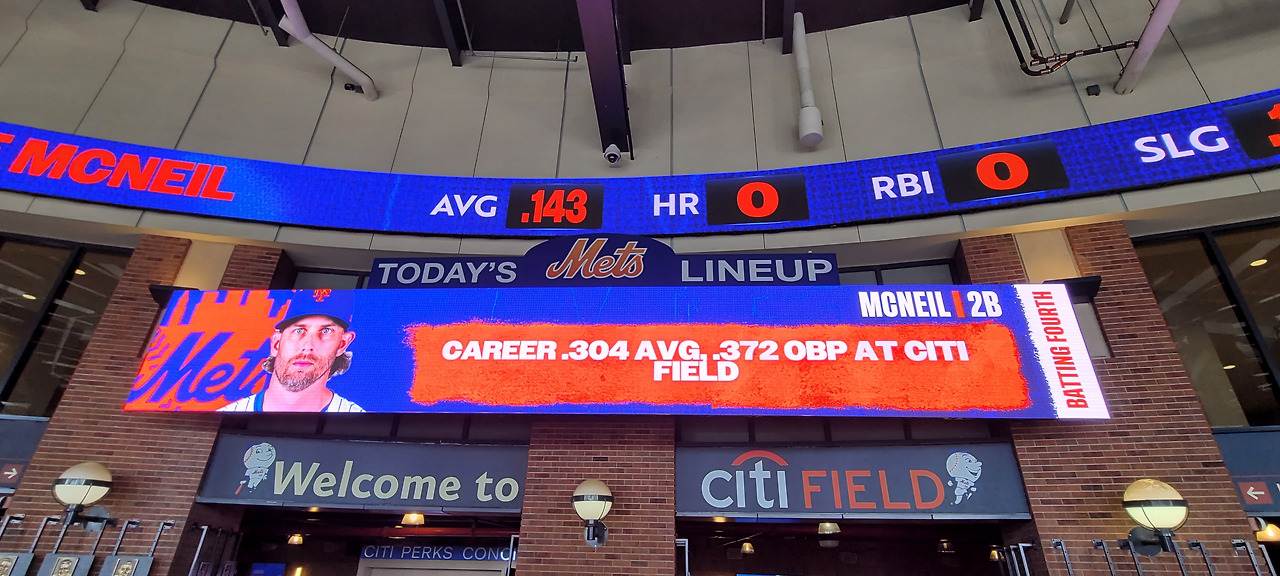 MCNEIL AVG .143 HR 0 RBI 0 SLG
TODAY'S Mets LINEUP
MCNEIL | 2B
Mets
CAREER .304 AVG, .372 OBP AT CITI
FIELD
BATTING FOURTH
Welcome to citi FIELD
CITI PERKS